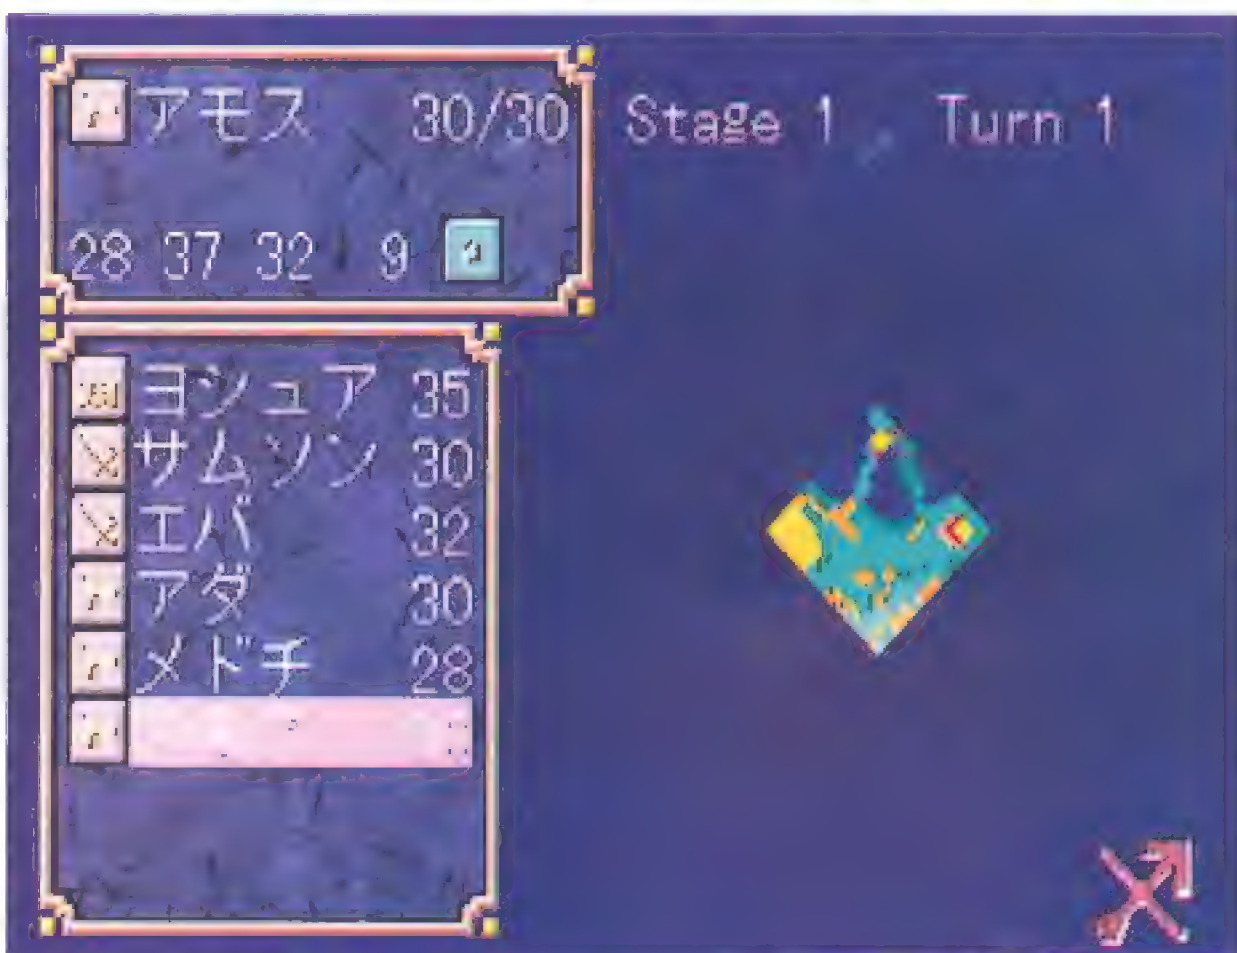 アモス 30/30
28 37 32 9
Stage 1 Turn 1
ヨシュア 35
サムソン 30
エバ 32
アダ 30
メドチ 28